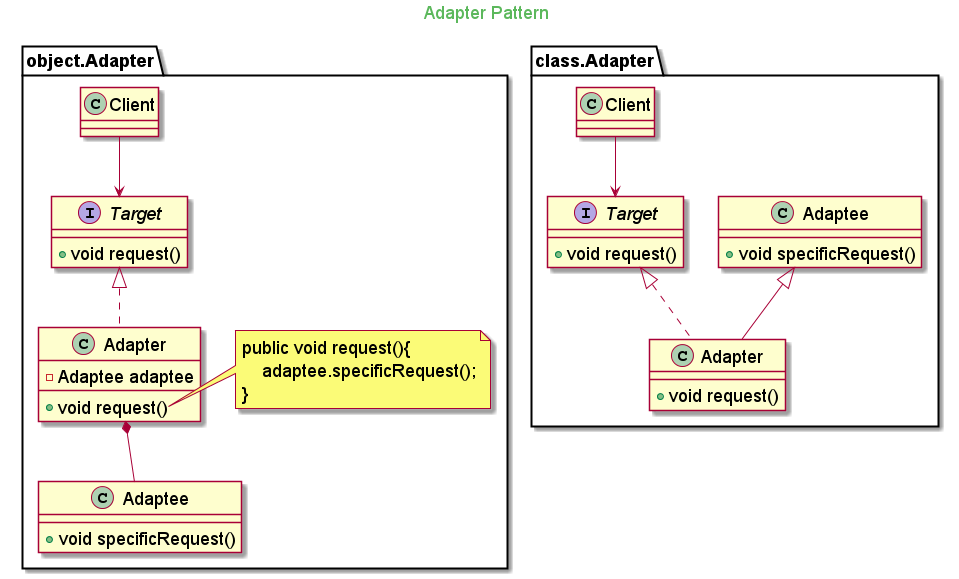 Adapter Pattern
object.Adapter
C Client
I Target
void request()
C Adapter
Adaptee adaptee
void request()
public void request(){
adaptee.specificRequest();
}
C Adaptee
void specificRequest()
class.Adapter
C Client
I Target
void request()
C Adaptee
void specificRequest()
C Adapter
void request()